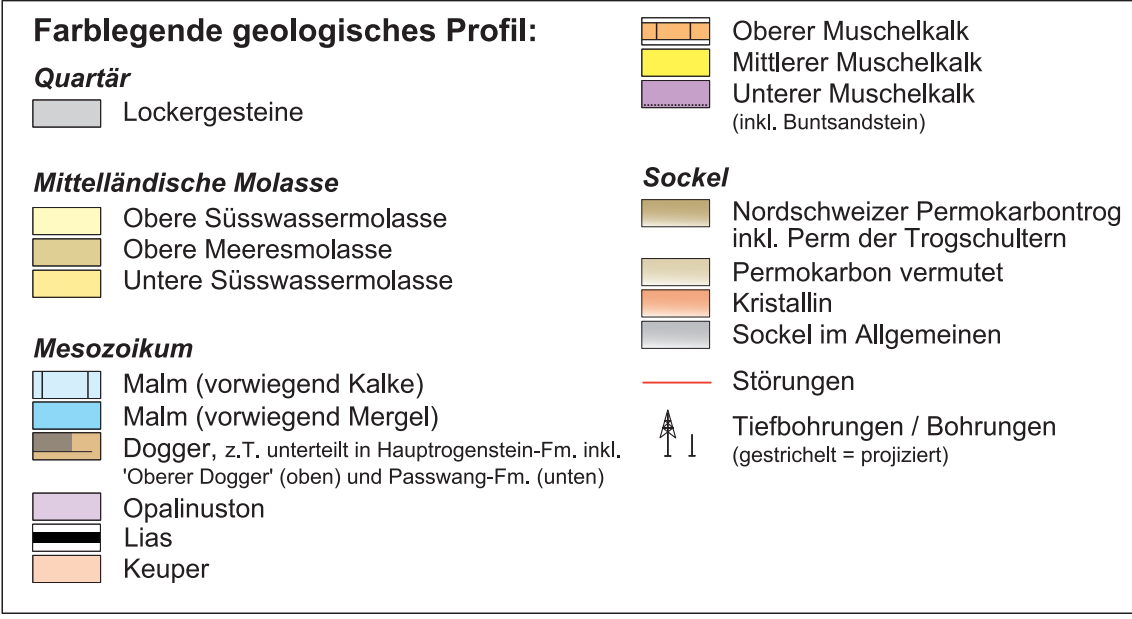 Farblegende geologisches Profil:
Quartär
Lockergesteine
Mittelländische Molasse
Obere Süsswassermolasse
Obere Meeresmolasse
Untere Süsswassermolasse
Mesozoikum
Malm (vorwiegend Kalke)
Malm (vorwiegend Mergel)
Dogger, z.T. unterteilt in Hauptrogenstein-Fm. inkl.
'Oberer Dogger' (oben) und Passwang-Fm. (unten)
Opalinuston
Lias
Keuper
Oberer Muschelkalk
Mittlerer Muschelkalk
Unterer Muschelkalk
(inkl. Buntsandstein)
Sockel
Nordschweizer Permokarbontrog
inkl. Perm der Trogschultern
Permokarbon vermutet
Kristallin
Sockel im Allgemeinen
Störungen
Tiefbohrungen / Bohrungen
(gestrichelt = projiziert)